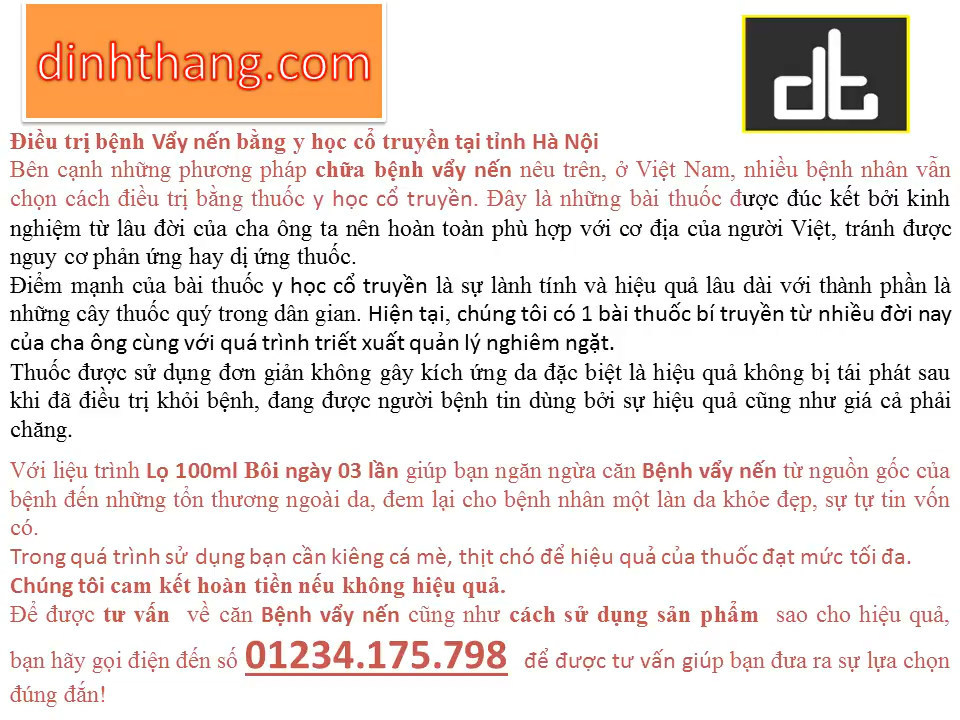 dinhthang.com
dt
Điều trị bệnh Vẩy nến bằng y học cổ truyền tại tỉnh Hà Nội
Bên cạnh những phương pháp chữa bệnh vẩy nến nêu trên, ở Việt Nam, nhiều bệnh nhân vẫn
chọn cách điều trị bằng thuốc y học cổ truyền. Đây là những bài thuốc được đúc kết bởi kinh
nghiệm từ lâu đời của cha ông ta nên hoàn toàn phù hợp với cơ địa của người Việt, tránh được
nguy cơ phản ứng hay dị ứng thuốc.
Điểm mạnh của bài thuốc y học cổ truyền là sự lành tính và hiệu quả lâu dài với thành phần là
những cây thuốc quý trong dân gian. Hiện tại, chúng tôi có 1 bài thuốc bí truyền từ nhiều đời nay
của cha ông cùng với quá trình triết xuất quản lý nghiêm ngặt.
Thuốc được sử dụng đơn giản không gây kích ứng da đặc biệt là hiệu quả không bị tái phát sau
khi đã điều trị khỏi bệnh, đang được người bệnh tin dùng bởi sự hiệu quả cũng như giá cả phải
chăng.
Với liệu trình Lọ 100ml Bôi ngày 03 lần giúp bạn ngăn ngừa căn Bệnh vẩy nến từ nguồn gốc của
bệnh đến những tổn thương ngoài da, đem lại cho bệnh nhân một làn da khỏe đẹp, sự tự tin vốn
có.
Trong quá trình sử dụng bạn cần kiêng cá mè, thịt chó để hiệu quả của thuốc đạt mức tối đa.
Chúng tôi cam kết hoàn tiền nếu không hiệu quả.
Để được tư vấn về căn Bệnh vẩy nến cũng như cách sử dụng sản phẩm sao cho hiệu quả,
bạn hãy gọi điện đến số 01234.175.798 để được tư vấn giúp bạn đưa ra sự lựa chọn
đúng đắn!